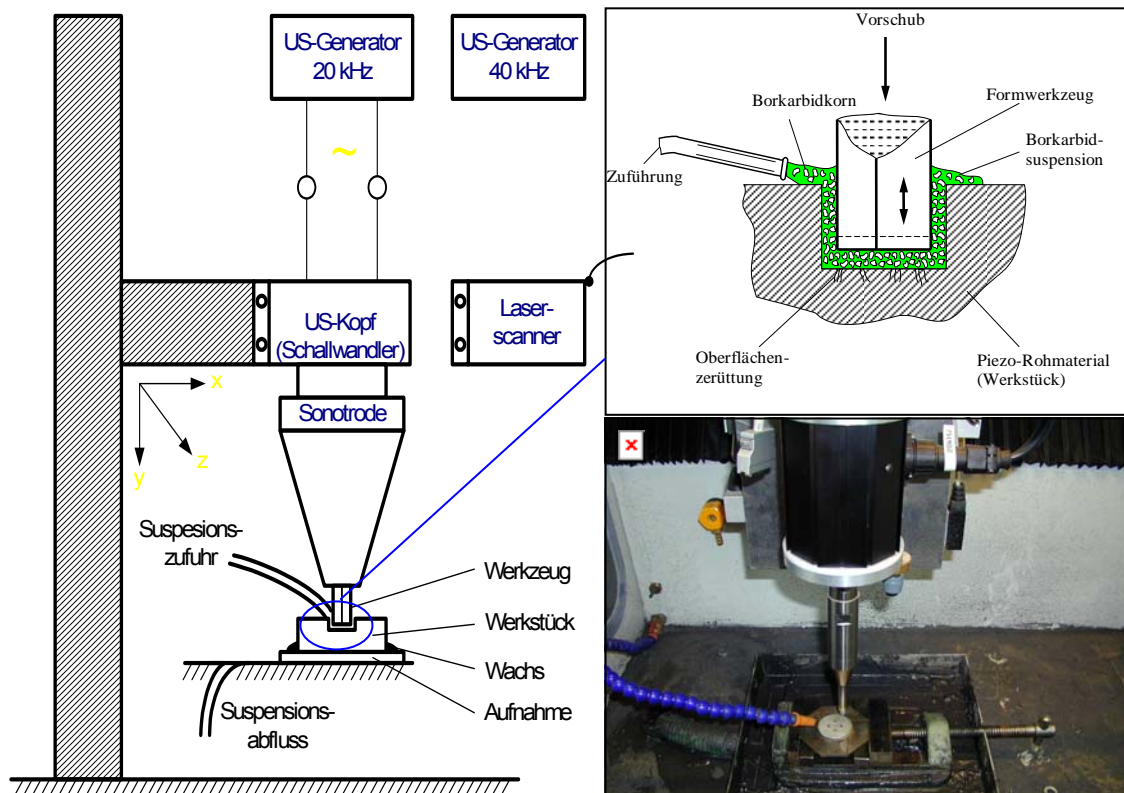 US-Generator
20 kHz
US-Generator
40 kHz
~
US-Kopf
(Schallwandler)
Laser-
scanner
x
z
y
Sonotrode
Suspesions-
zufuhr
Werkzeug
Werkstück
Wachs
Aufnahme
Suspensions-
abfluss
Vorschub
Borkarbidkorn
Formwerkzeug
Borkarbid-
suspension
Zuführung
Oberflächen-
zerüttung
Piezo-Rohmaterial
(Werkstück)